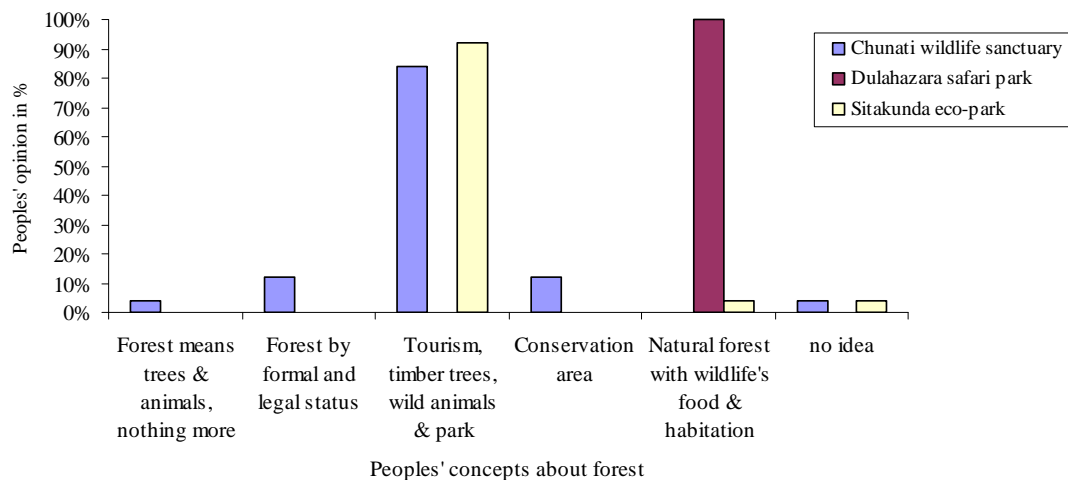 100%
90%
80%
70%
60%
50%
40%
30%
20%
10%
0%
Peoples' opinion in %
Chunati wildlife sanctuary
Dulahazara safari park
Sitakunda eco-park
Forest means
trees &
animals,
nothing more
Forest by
formal and
legal status
Tourism,
timber trees,
wild animals
& park
Conservation
area
Natural forest
with wildlife's
food &
habitation
no idea
Peoples' concepts about forest